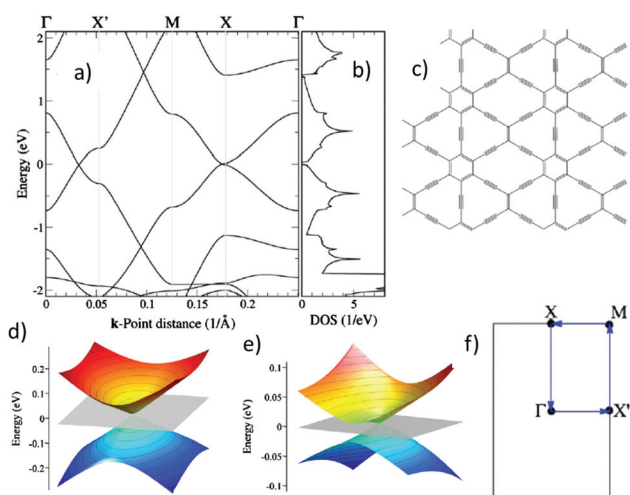 Γ X' M X Γ
a) b) c)
2
1
0
-1
-2
Energy (eV)
0 0.05 0.1 0.15 0.2
0 5
k-Point distance (1/Å)
DOS (1/eV)
d) e) f)
0.2
0.1
0
-0.1
-0.2
Energy (eV)
0.1
0.05
0
-0.05
-0.1
Energy (eV)
X M
Γ X'